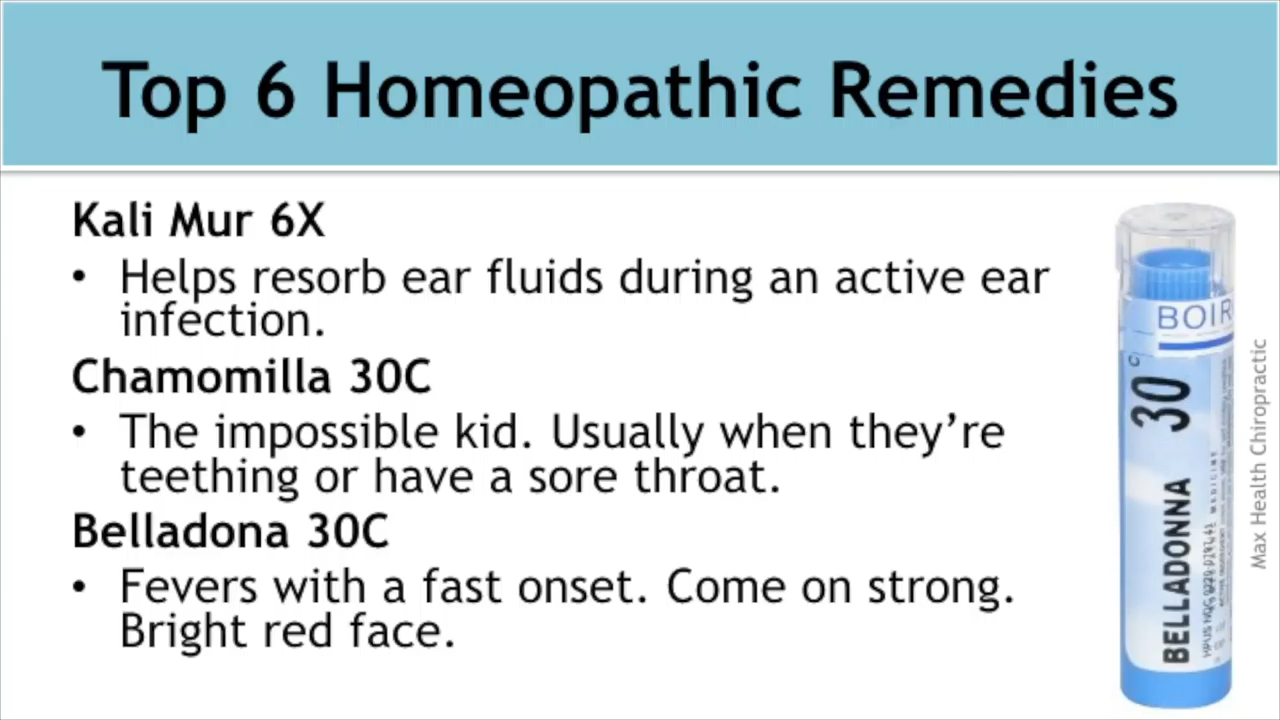 Top 6 Homeopathic Remedies
Kali Mur 6X
• Helps resorb ear fluids during an active ear
infection.
Chamomilla 30C
• The impossible kid. Usually when they’re
teething or have a sore throat.
Belladona 30C
• Fevers with a fast onset. Come on strong.
Bright red face.
BOIR
30C
BELLADONNA
Max Health Chiropractic